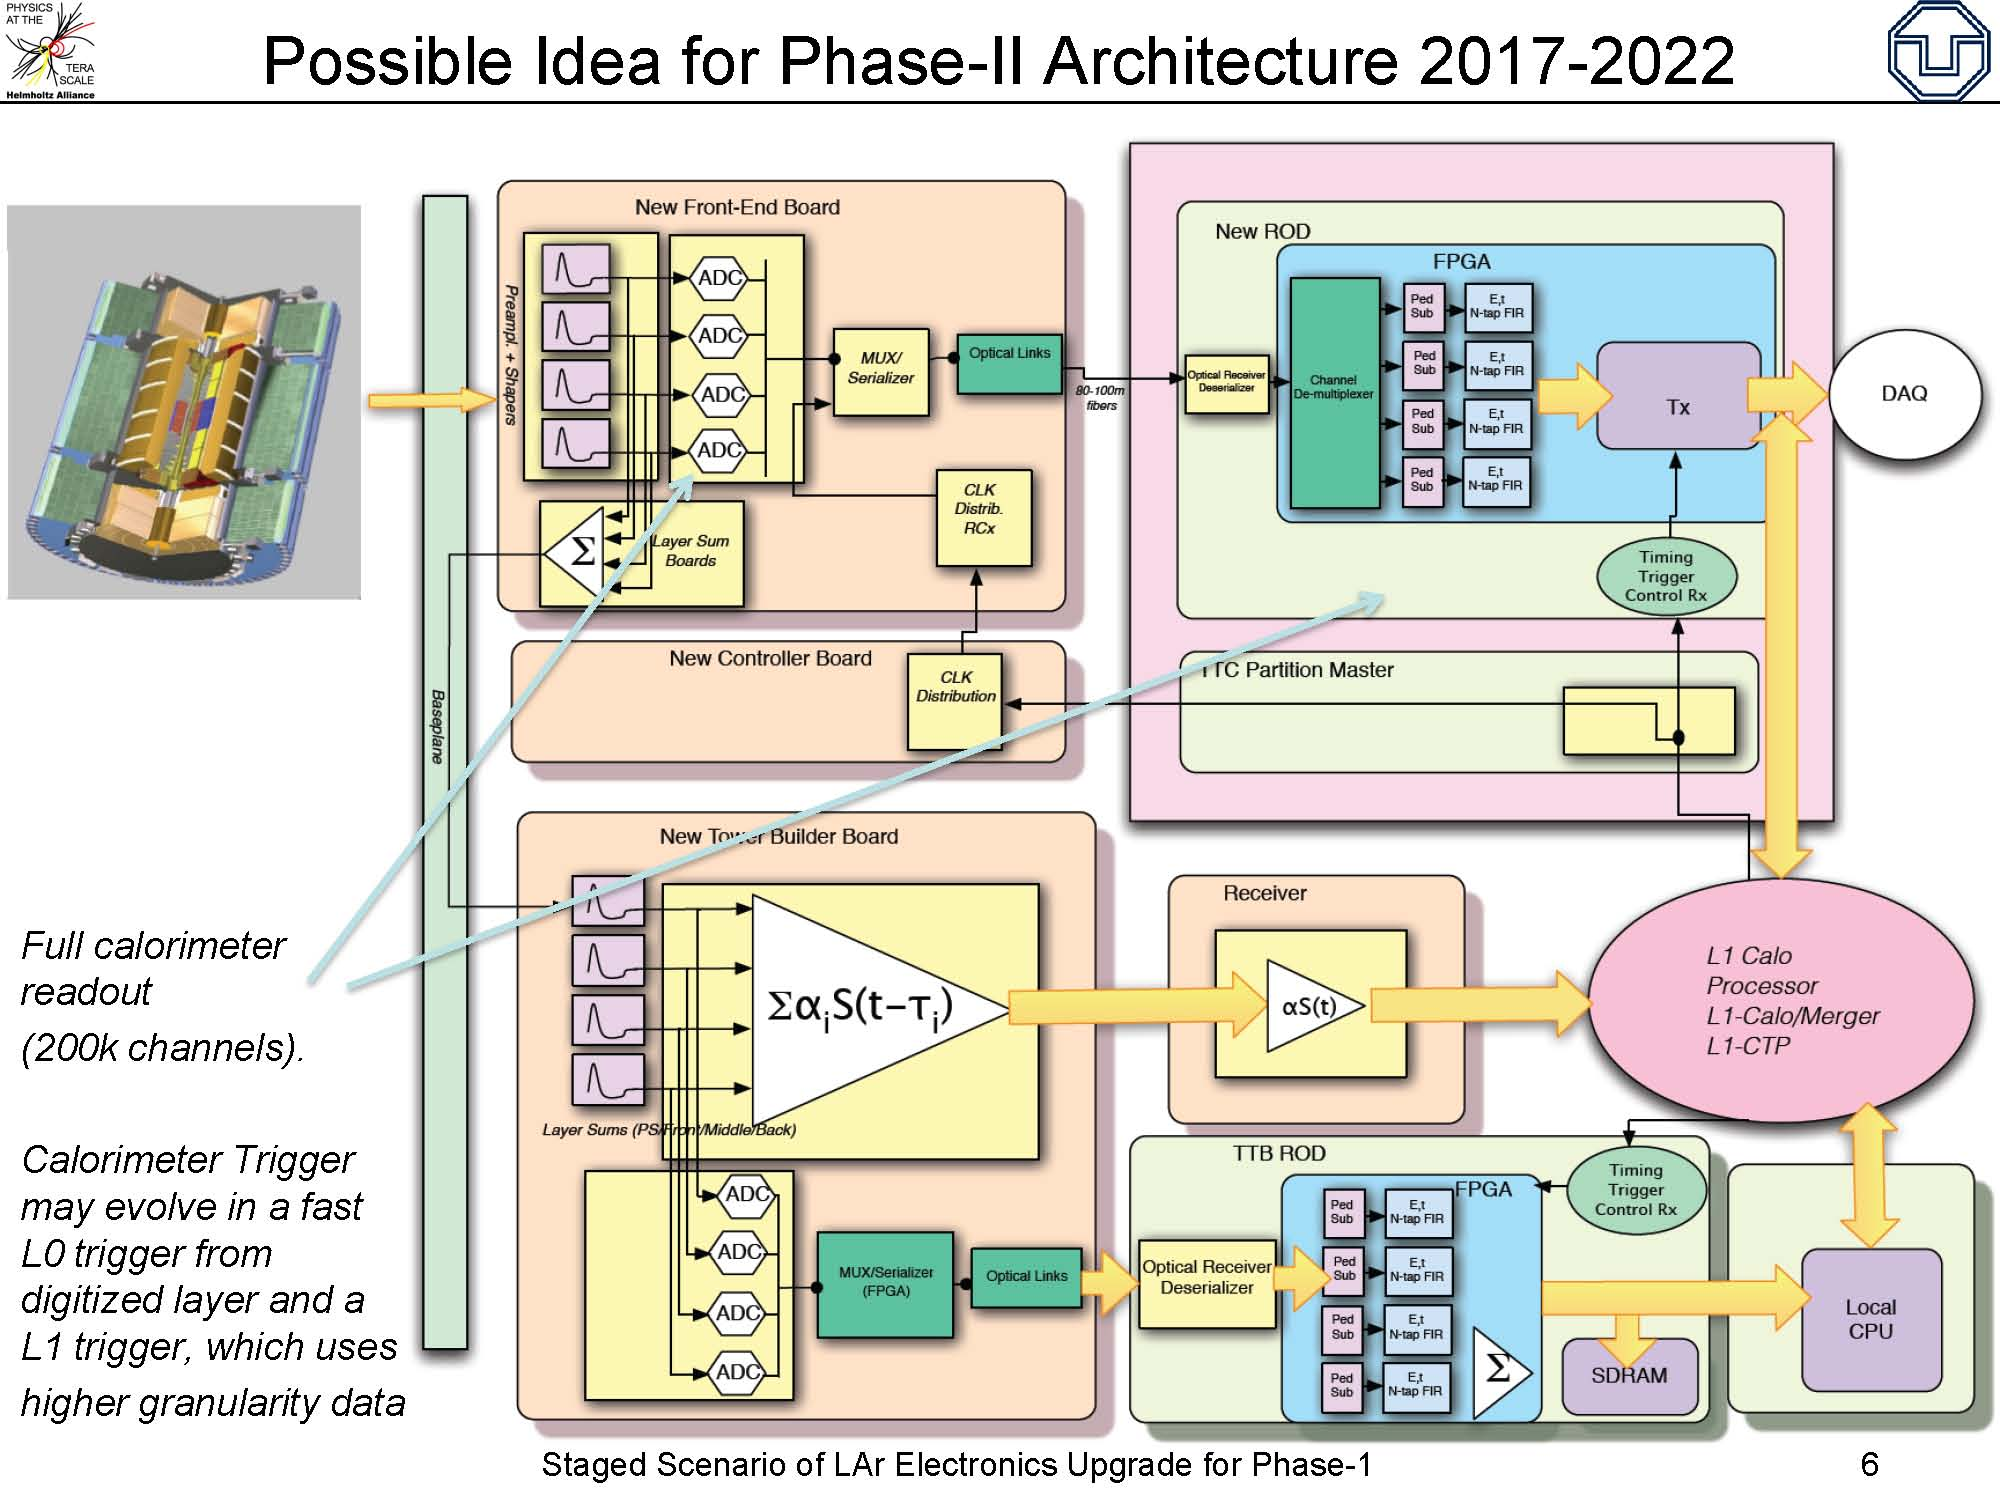 PHYSICS
AT THE
TERA
SCALE
Helmholtz Alliance
Possible Idea for Phase-II Architecture 2017-2022
New Front-End Board
Preampl. + Shapers
ADC
ADC
ADC
ADC
MUX/
Serializer
Optical Links
80-100m
fibers
CLK
Distrib.
RCx
Σ
Layer Sum
Boards
Baseplane
New Controller Board
CLK
Distribution
New ROD
FPGA
Optical Receiver
Deserializer
Channel
De-multiplexer
Ped
Sub
E,t
N-tap FIR
Ped
Sub
E,t
N-tap FIR
Ped
Sub
E,t
N-tap FIR
Ped
Sub
E,t
N-tap FIR
Tx
DAQ
Timing
Trigger
Control Rx
TTC Partition Master
New Tower Builder Board
ΣαiS(t−τi)
Layer Sums (PS/Front/Middle/Back)
ADC
ADC
ADC
ADC
MUX/Serializer
(FPGA)
Optical Links
Receiver
αS(t)
L1 Calo
Processor
L1-Calo/Merger
L1-CTP
TTB ROD
FPGA
Timing
Trigger
Control Rx
Optical Receiver
Deserializer
Ped
Sub
E,t
N-tap FIR
Ped
Sub
E,t
N-tap FIR
Ped
Sub
E,t
N-tap FIR
Ped
Sub
E,t
N-tap FIR
Σ
SDRAM
Local
CPU
Full calorimeter
readout
(200k channels).
Calorimeter Trigger
may evolve in a fast
L0 trigger from
digitized layer and a
L1 trigger, which uses
higher granularity data
Staged Scenario of LAr Electronics Upgrade for Phase-1
6